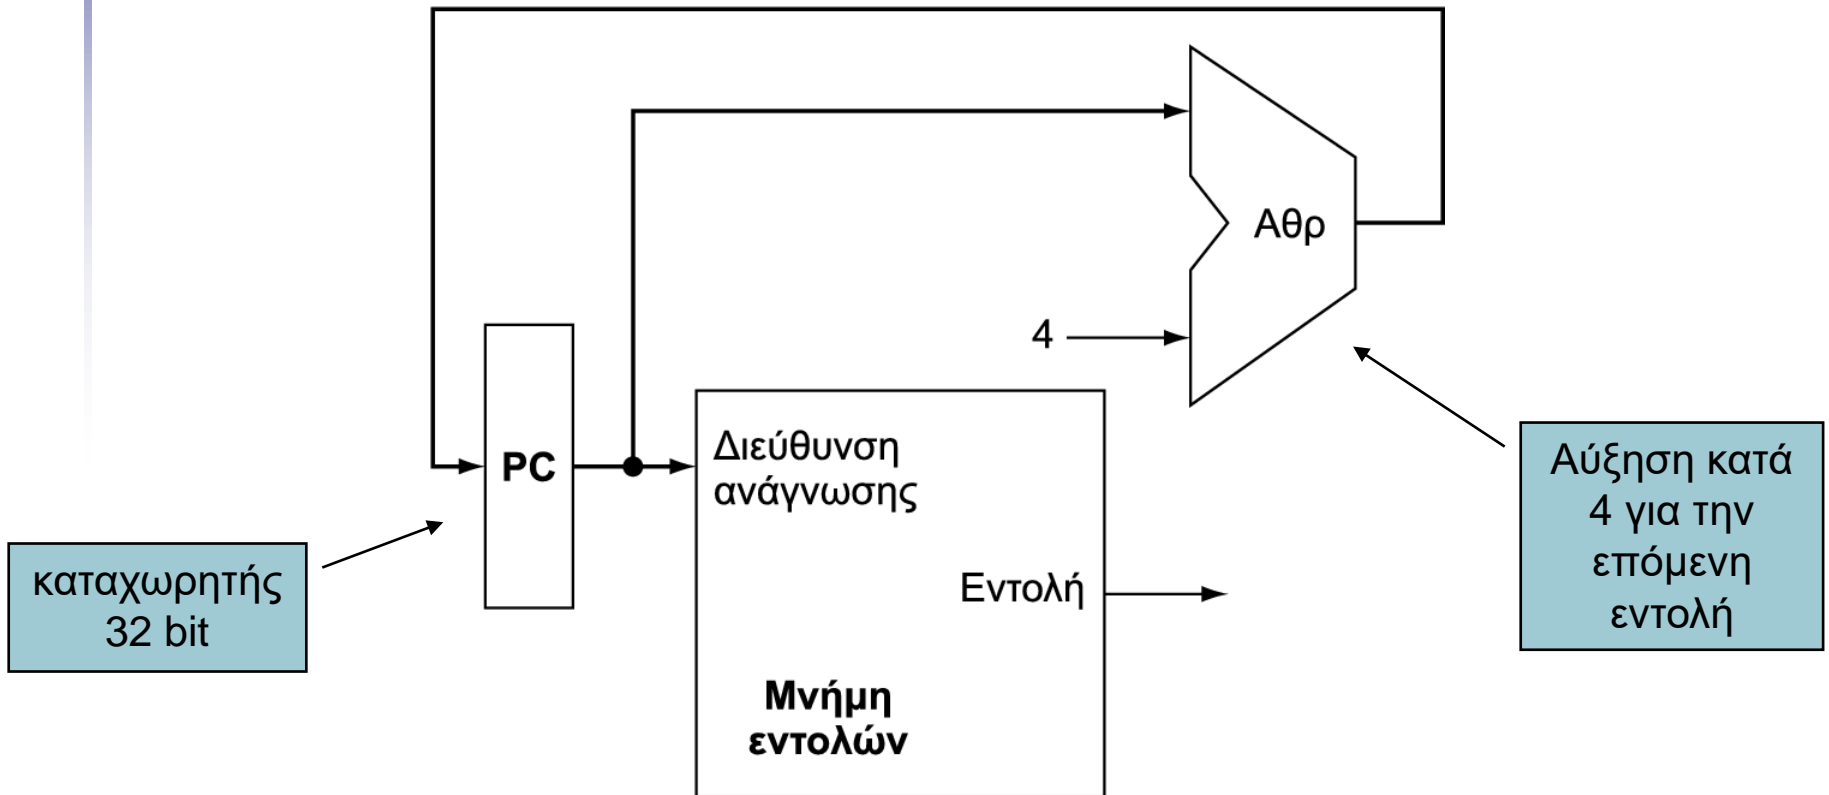 Αθρ
4
PC
Διεύθυνση
ανάγνωσης
Εντολή
Μνήμη
εντολών
καταχωρητής
32 bit
Αύξηση κατά
4 για την
επόμενη
εντολή